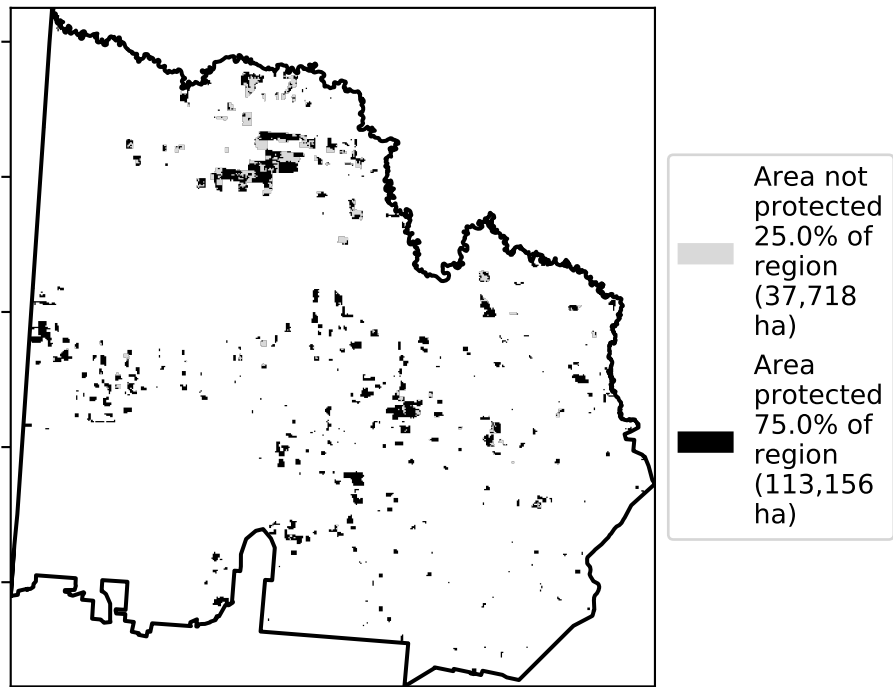 Area not
protected
25.0% of
region
(37,718
ha)
Area
protected
75.0% of
region
(113,156
ha)